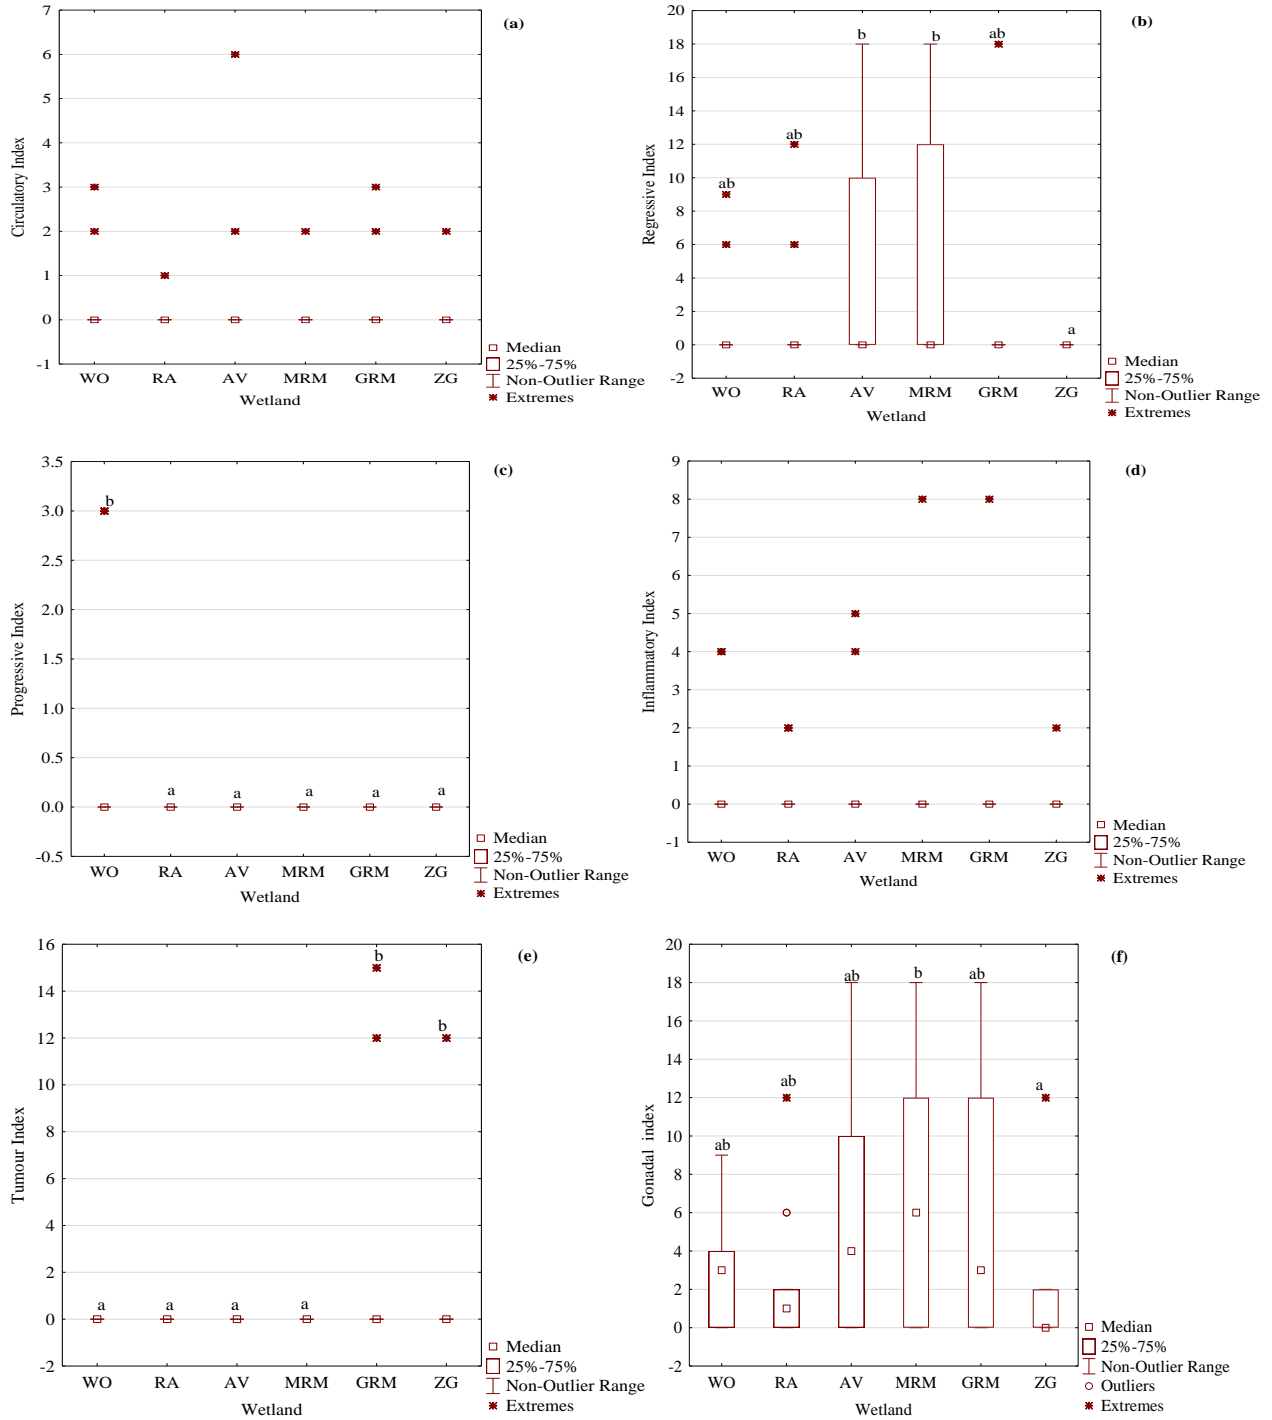 (a)
Circulatory Index
7
6
5
4
3
2
1
0
-1
WO RA AV MRM GRM ZG
Wetland
Median
25%-75%
Non-Outlier Range
Extremes
(b)
Regressive Index
20
18
16
14
12
10
8
6
4
2
0
-2
ab ab b b ab a
WO RA AV MRM GRM ZG
Wetland
Median
25%-75%
Non-Outlier Range
Extremes
(c)
Progressive Index
3.5
3.0
2.5
2.0
1.5
1.0
0.5
0.0
-0.5
b a a a a a
WO RA AV MRM GRM ZG
Wetland
Median
25%-75%
Non-Outlier Range
Extremes
(d)
Inflammatory Index
9
8
7
6
5
4
3
2
1
0
-1
WO RA AV MRM GRM ZG
Wetland
Median
25%-75%
Non-Outlier Range
Extremes
(e)
Tumour Index
16
14
12
10
8
6
4
2
0
-2
a a a a b b
WO RA AV MRM GRM ZG
Wetland
Median
25%-75%
Non-Outlier Range
Extremes
(f)
Gonadal index
20
18
16
14
12
10
8
6
4
2
0
-2
ab ab ab b ab a
WO RA AV MRM GRM ZG
Wetland
Median
25%-75%
Non-Outlier Range
Outliers
Extremes